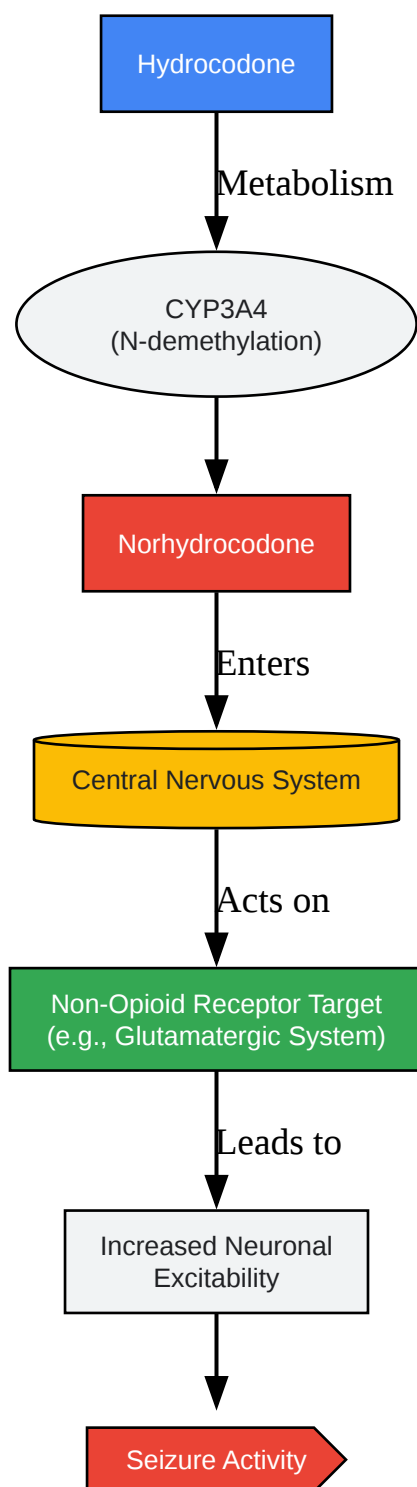 Hydrocodone
Metabolism
CYP3A4
(N-demethylation)
Norhydrocodone
Enters
Central Nervous System
Acts on
Non-Opioid Receptor Target
(e.g., Glutamatergic System)
Leads to
Increased Neuronal
Excitability
Seizure Activity